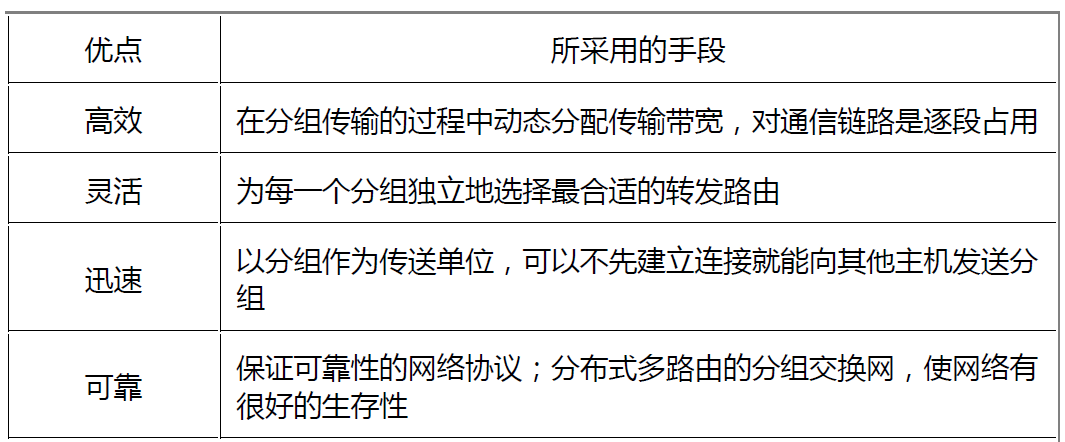 优点 所采用的手段
高效 在分组传输的过程中动态分配传输带宽，对通信链路是逐段占用
灵活 为每一个分组独立地选择最合适的转发路由
迅速 以分组作为传送单位，可以不先建立连接就能向其他主机发送分
组
可靠 保证可靠性的网络协议；分布式多路由的分组交换网，使网络有
很好的生存性